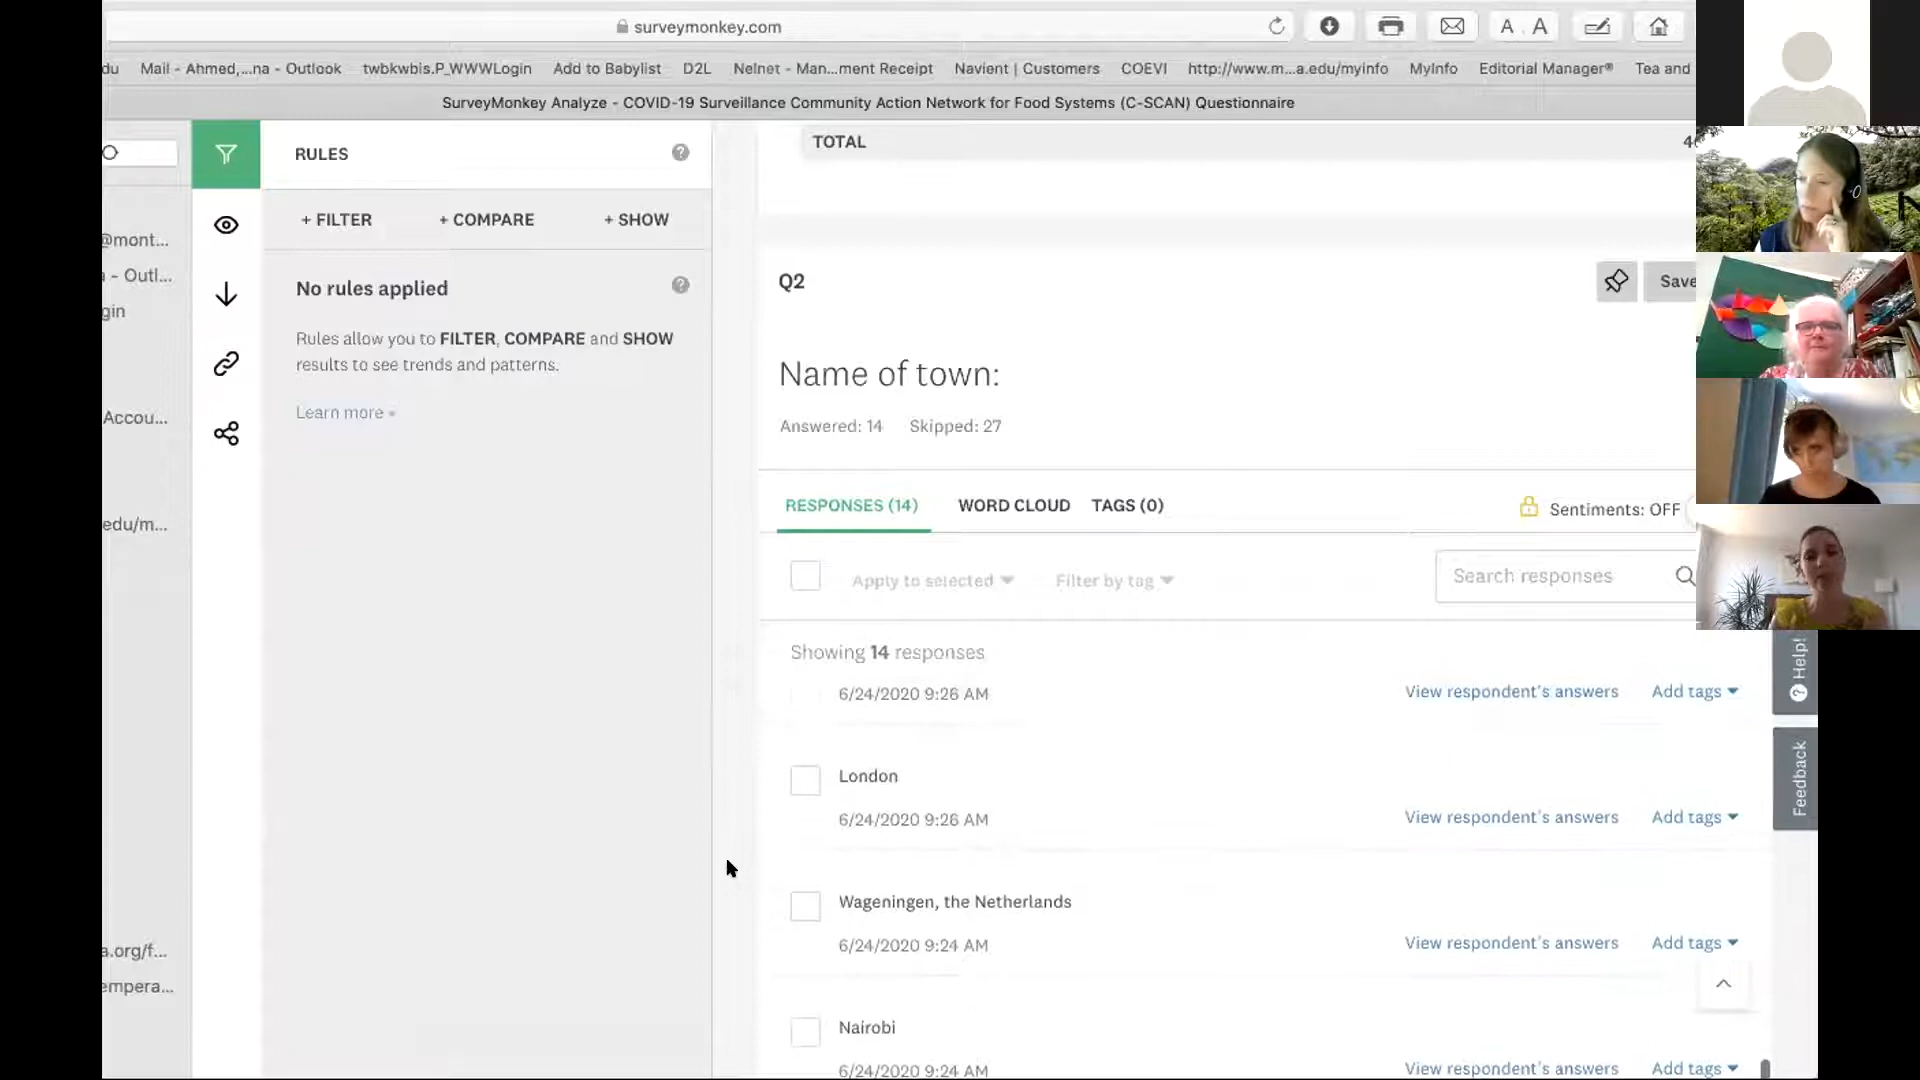 surveymonkey.com
A A
du Mail - Ahmed,...na - Outlook twbkwbis.P_WWWLogin Add to Babylist D2L Nelnet - Man...ment Receipt Navient | Customers COEVI http://www.m...a.edu/myinfo MyInfo Editorial Manager® Tea and
SurveyMonkey Analyze - COVID-19 Surveillance Community Action Network for Food Systems (C-SCAN) Questionnaire
@mont...
a - Outl...
gin
Accou...
edu/m...
a.org/f...
empera...
RULES ?
+ FILTER + COMPARE + SHOW
No rules applied ?
Rules allow you to FILTER, COMPARE and SHOW
results to see trends and patterns.
Learn more »
TOTAL
Q2
Save
Name of town:
Answered: 14 Skipped: 27
RESPONSES (14) WORD CLOUD TAGS (0)
Sentiments: OFF
Apply to selected Filter by tag
Search responses
Showing 14 responses
6/24/2020 9:26 AM View respondent's answers Add tags
London
6/24/2020 9:26 AM View respondent's answers Add tags
Wageningen, the Netherlands
6/24/2020 9:24 AM View respondent's answers Add tags
Nairobi
6/24/2020 9:24 AM View respondent's answers Add tags
? Help!
Feedback